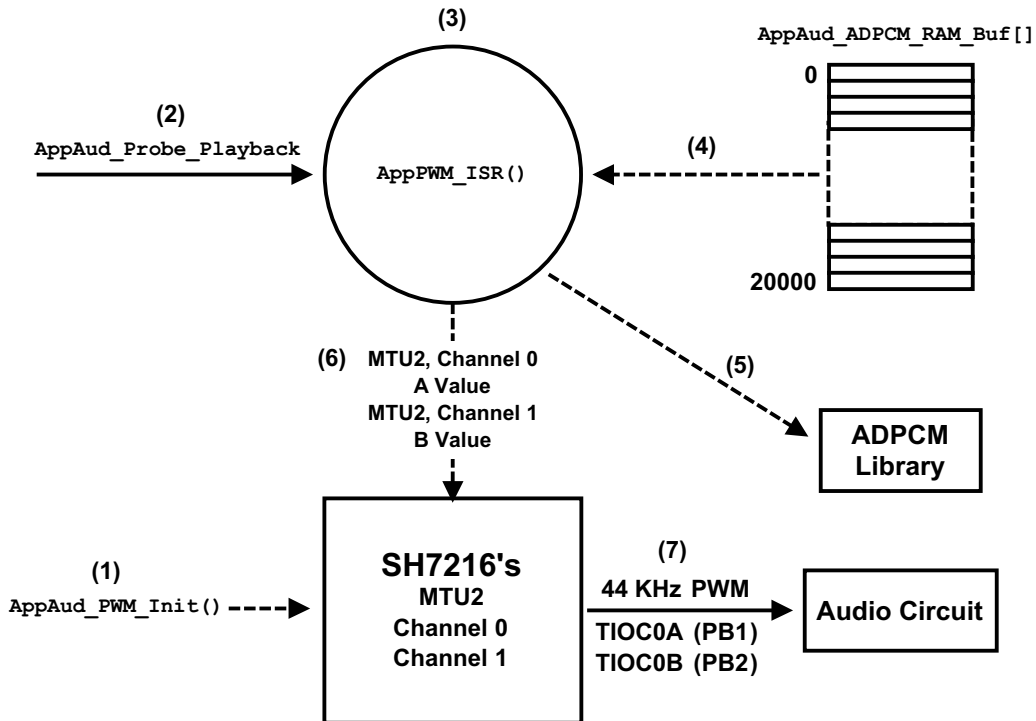 (3)
AppAud_ADPCM_RAM_Buf[]
0
(2)
AppAud_Probe_Playback
AppPWM_ISR()
(4)
20000
(6)
MTU2, Channel 0
A Value
MTU2, Channel 1
B Value
(5)
ADPCM
Library
(1)
AppAud_PWM_Init()
SH7216's
MTU2
Channel 0
Channel 1
(7)
44 KHz PWM
TIOC0A (PB1)
TIOC0B (PB2)
Audio Circuit